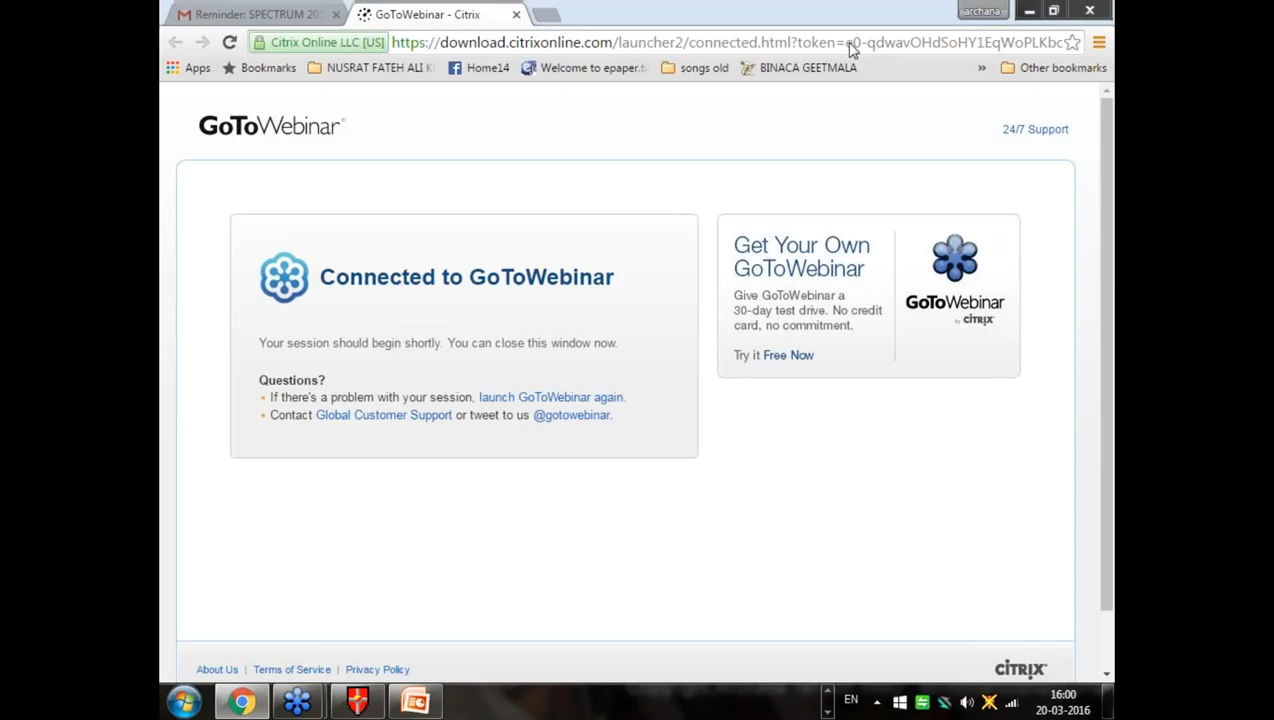 Reminder: SPECTRUM 20
GoToWebinar - Citrix
archana
Citrix Online LLC [US]
https://download.citrixonline.com/launcher2/connected.html?token=e0-qdwavOHdSoHY1EqWoPLKbc
Apps
Bookmarks
NUSRAT FATEH ALI K
Home14
Welcome to epaper.ti
songs old
BINACA GEETMALA
»
Other bookmarks
GoToWebinar
24/7 Support
Connected to GoToWebinar
Your session should begin shortly. You can close this window now.
Questions?
• If there's a problem with your session, launch GoToWebinar again.
• Contact Global Customer Support or tweet to us @gotowebinar.
Get Your Own
GoToWebinar
Give GoToWebinar a
30-day test drive. No credit
card, no commitment.
Try it Free Now
GoToWebinar
by CITRIX
About Us | Terms of Service | Privacy Policy
CITRIX
EN
16:00
20-03-2016